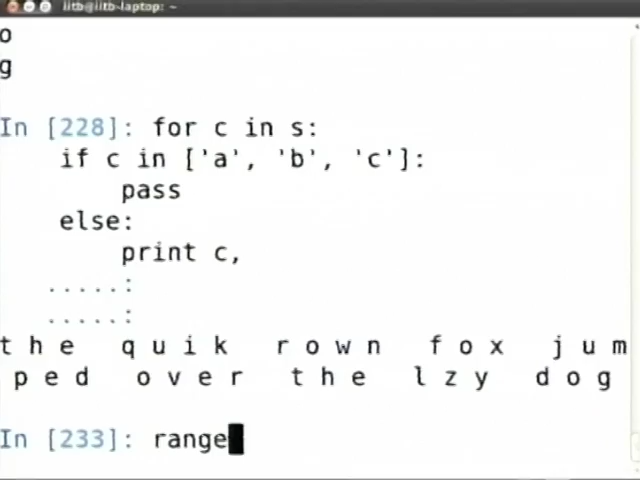 iitb@iitb-laptop: ~
o
g
In [228]: for c in s:
if c in ['a', 'b', 'c']:
pass
else:
print c,
.....:
.....:
t h e   q u i k   r o w n   f o x   j u m
p e d   o v e r   t h e   l z y   d o g
In [233]: range